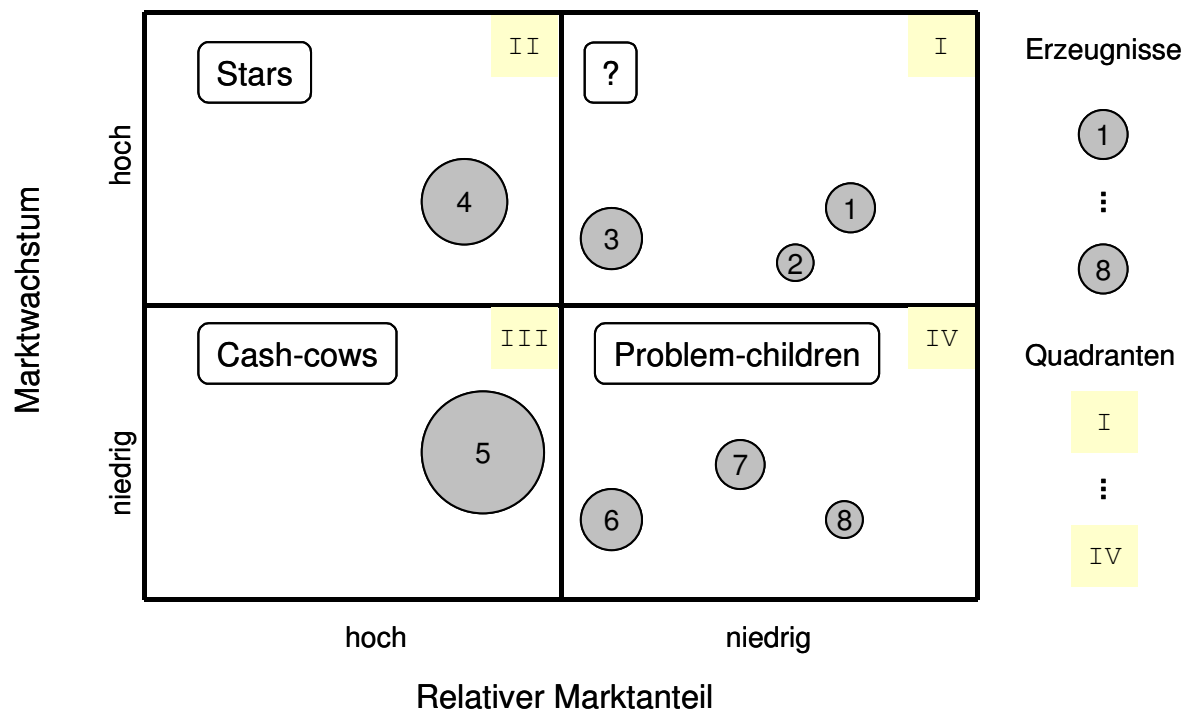 Stars
II
?
I
Erzeugnisse
hoch
4
3
2
1
1
⋮
8
Marktwachstum
Cash-cows
III
Problem-children
IV
Quadranten
niedrig
5
6
7
8
I
⋮
IV
hoch
niedrig
Relativer Marktanteil